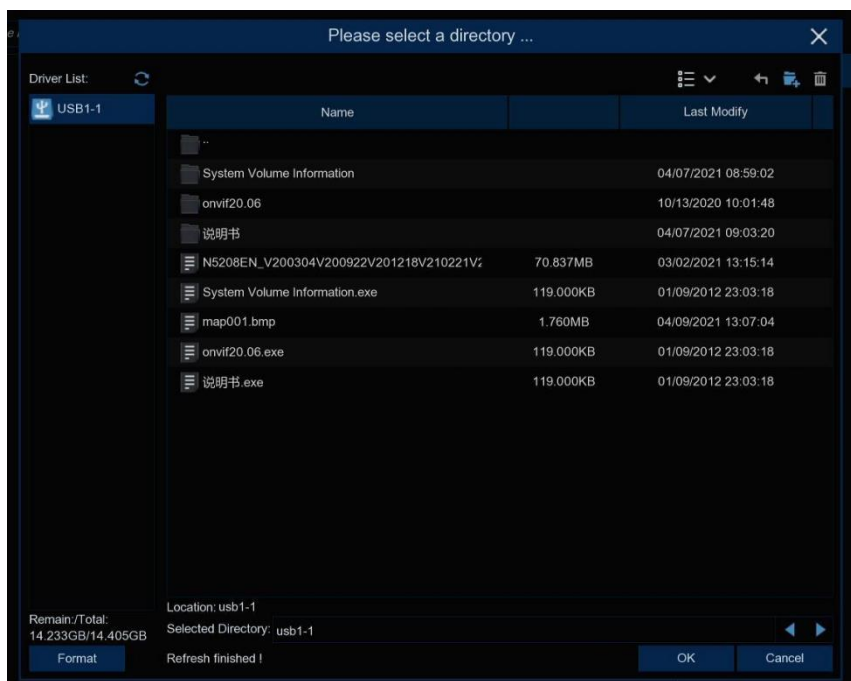 Please select a directory ...
Driver List:
USB1-1
Name Last Modify
..
System Volume Information 04/07/2021 08:59:02
onvif20.06 10/13/2020 10:01:48
说明书 04/07/2021 09:03:20
N5208EN_V200304V200922V201218V210221V2 70.837MB 03/02/2021 13:15:14
System Volume Information.exe 119.000KB 01/09/2012 23:03:18
map001.bmp 1.760MB 04/09/2021 13:07:04
onvif20.06.exe 119.000KB 01/09/2012 23:03:18
说明书.exe 119.000KB 01/09/2012 23:03:18
Location: usb1-1
Remain:/Total:
14.233GB/14.405GB
Selected Directory: usb1-1
Format Refresh finished ! OK Cancel